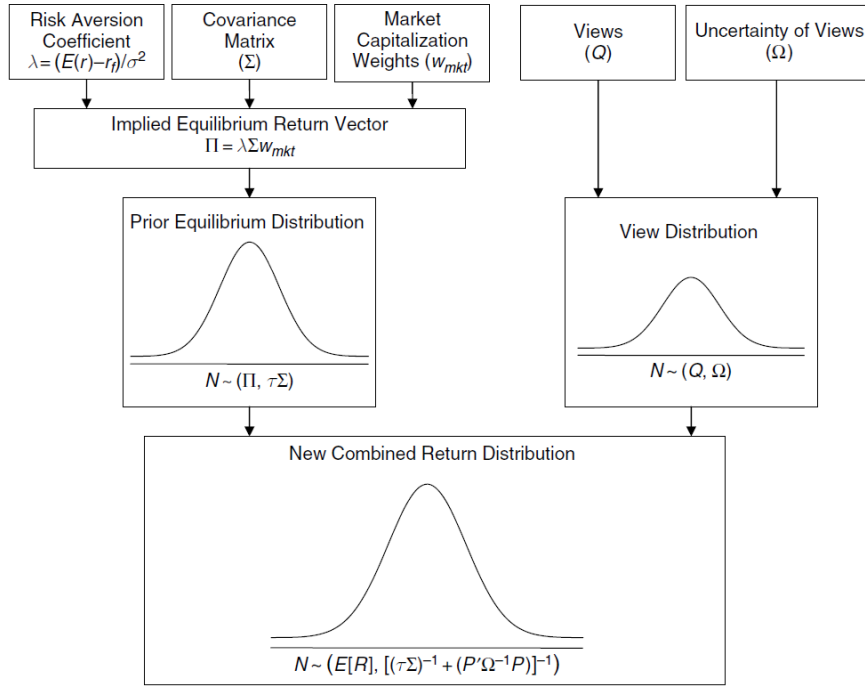 Risk Aversion
Coefficient
λ = (E(r)−r_f)/σ²
Covariance
Matrix
(Σ)
Market
Capitalization
Weights (w_mkt)
Views
(Q)
Uncertainty of Views
(Ω)
Implied Equilibrium Return Vector
Π = λΣw_mkt
Prior Equilibrium Distribution
N ~ (Π, τΣ)
View Distribution
N ~ (Q, Ω)
New Combined Return Distribution
N ~ (E[R], [(τΣ)⁻¹ + (P′Ω⁻¹P)]⁻¹)